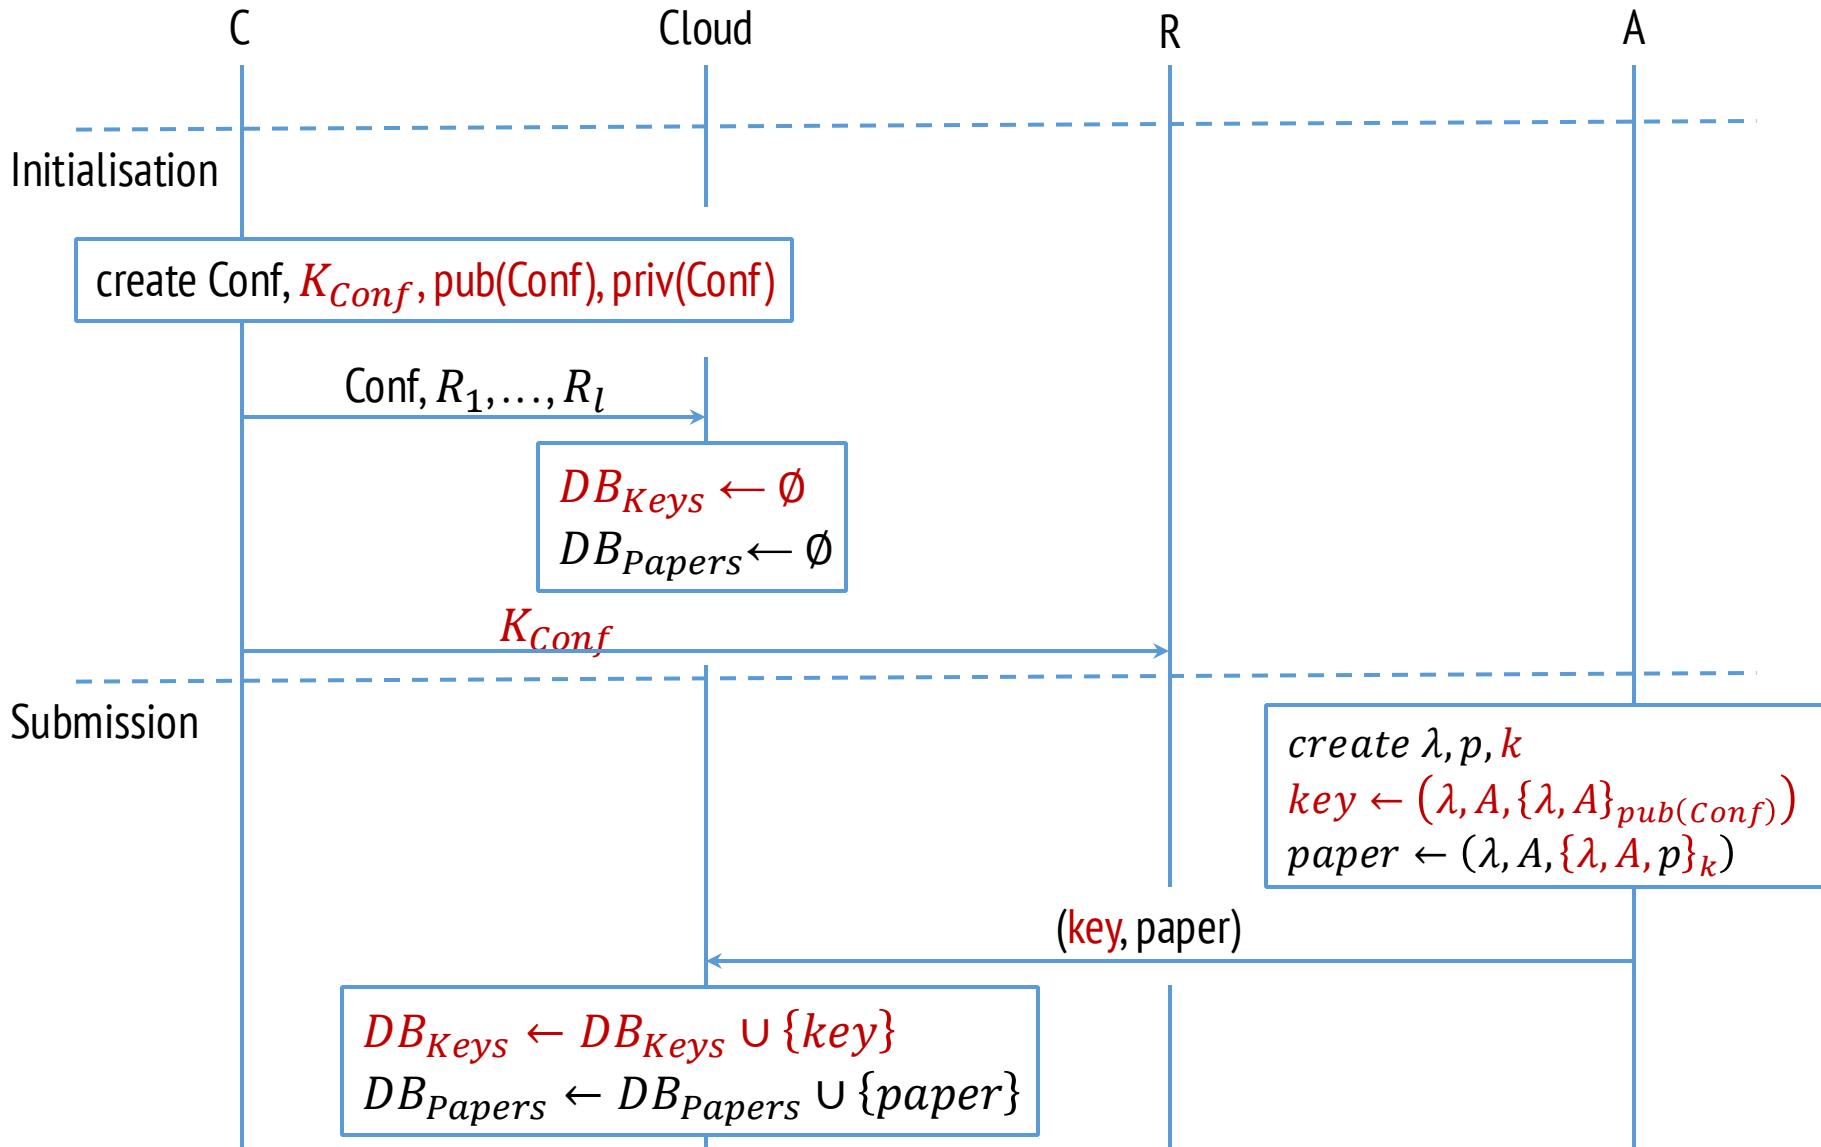 C Cloud R A
Initialisation
create Conf, K_Conf, pub(Conf), priv(Conf)
Conf, R_1, ..., R_l
DB_Keys ← ∅
DB_Papers ← ∅
K_Conf
Submission
create λ, p, k
key ← (λ, A, {λ, A}_pub(Conf))
paper ← (λ, A, {λ, A, p}_k)
(key, paper)
DB_Keys ← DB_Keys ∪ {key}
DB_Papers ← DB_Papers ∪ {paper}